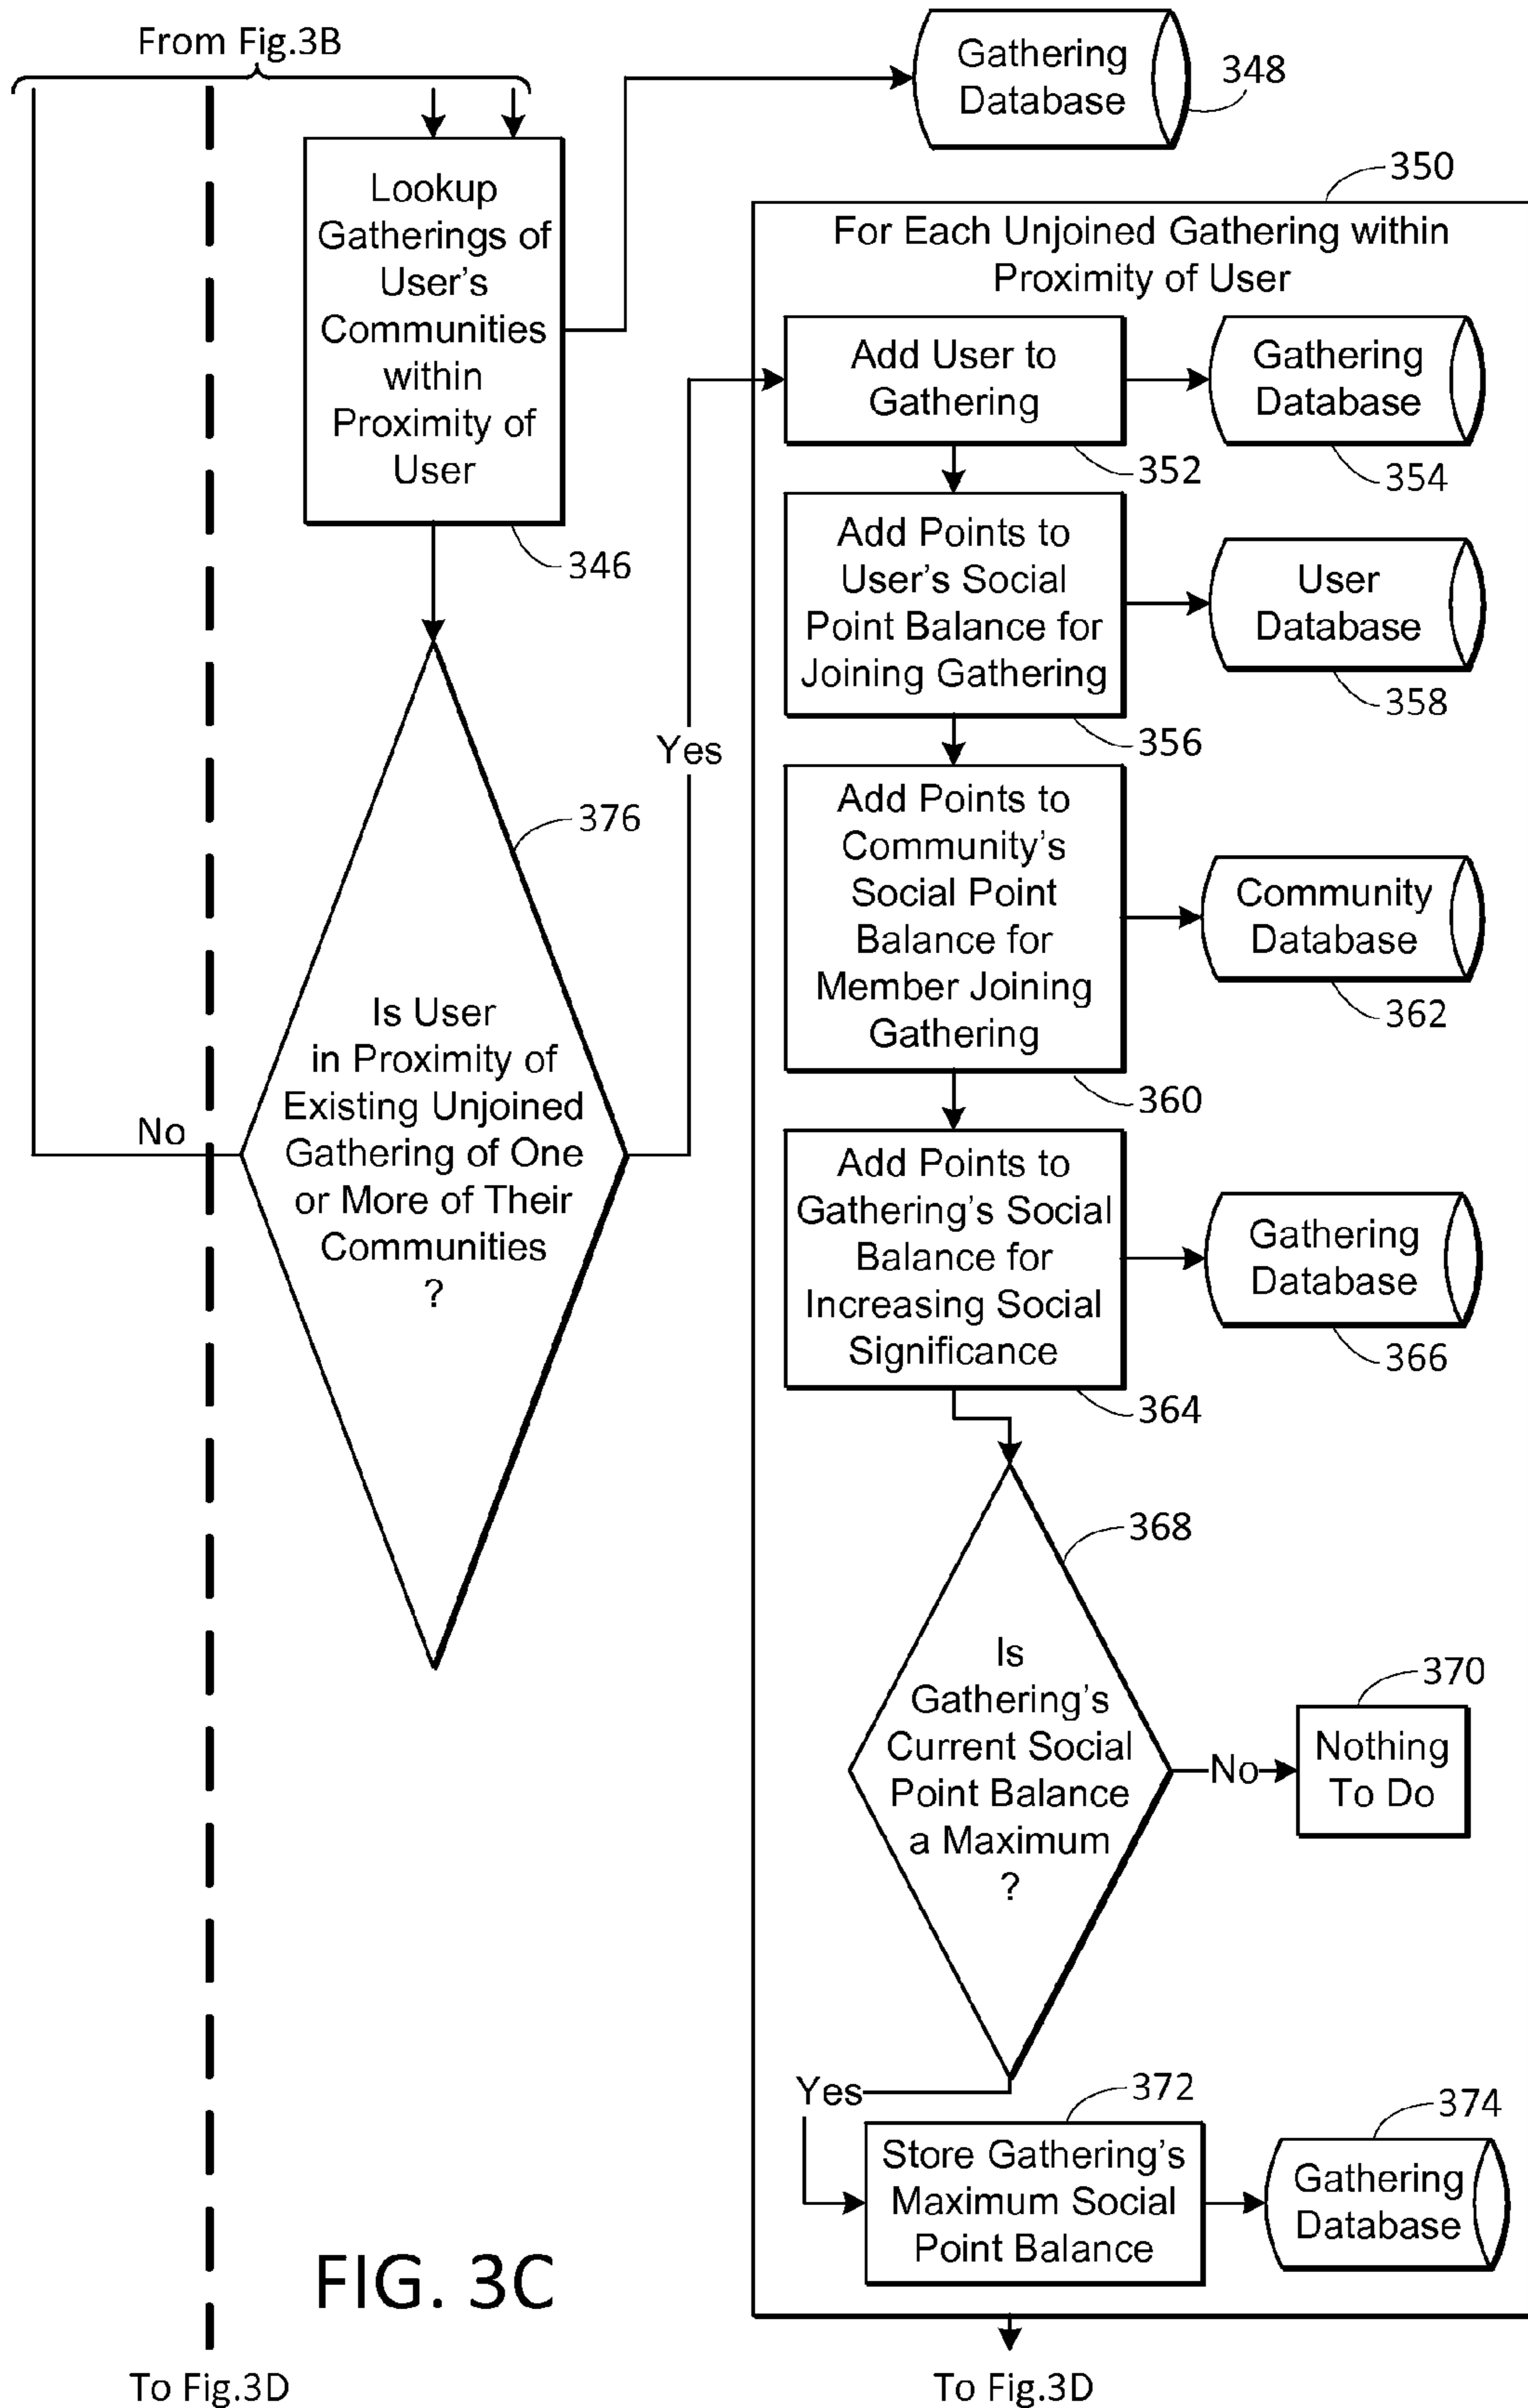 From Fig.3B
Gathering
Database
348
Lookup
Gatherings of
User's
Communities
within
Proximity of
User
346
350
For Each Unjoined Gathering within
Proximity of User
Add User to
Gathering
352
Gathering
Database
354
Add Points to
User's Social
Point Balance for
Joining Gathering
356
User
Database
358
Yes
376
Is User
in Proximity of
Existing Unjoined
Gathering of One
or More of Their
Communities
?
No
Add Points to
Community's
Social Point
Balance for
Member Joining
Gathering
360
Community
Database
362
Add Points to
Gathering's Social
Balance for
Increasing Social
Significance
364
Gathering
Database
366
368
Is
Gathering's
Current Social
Point Balance
a Maximum
?
No
370
Nothing
To Do
Yes
372
Store Gathering's
Maximum Social
Point Balance
374
Gathering
Database
FIG. 3C
To Fig.3D
To Fig.3D